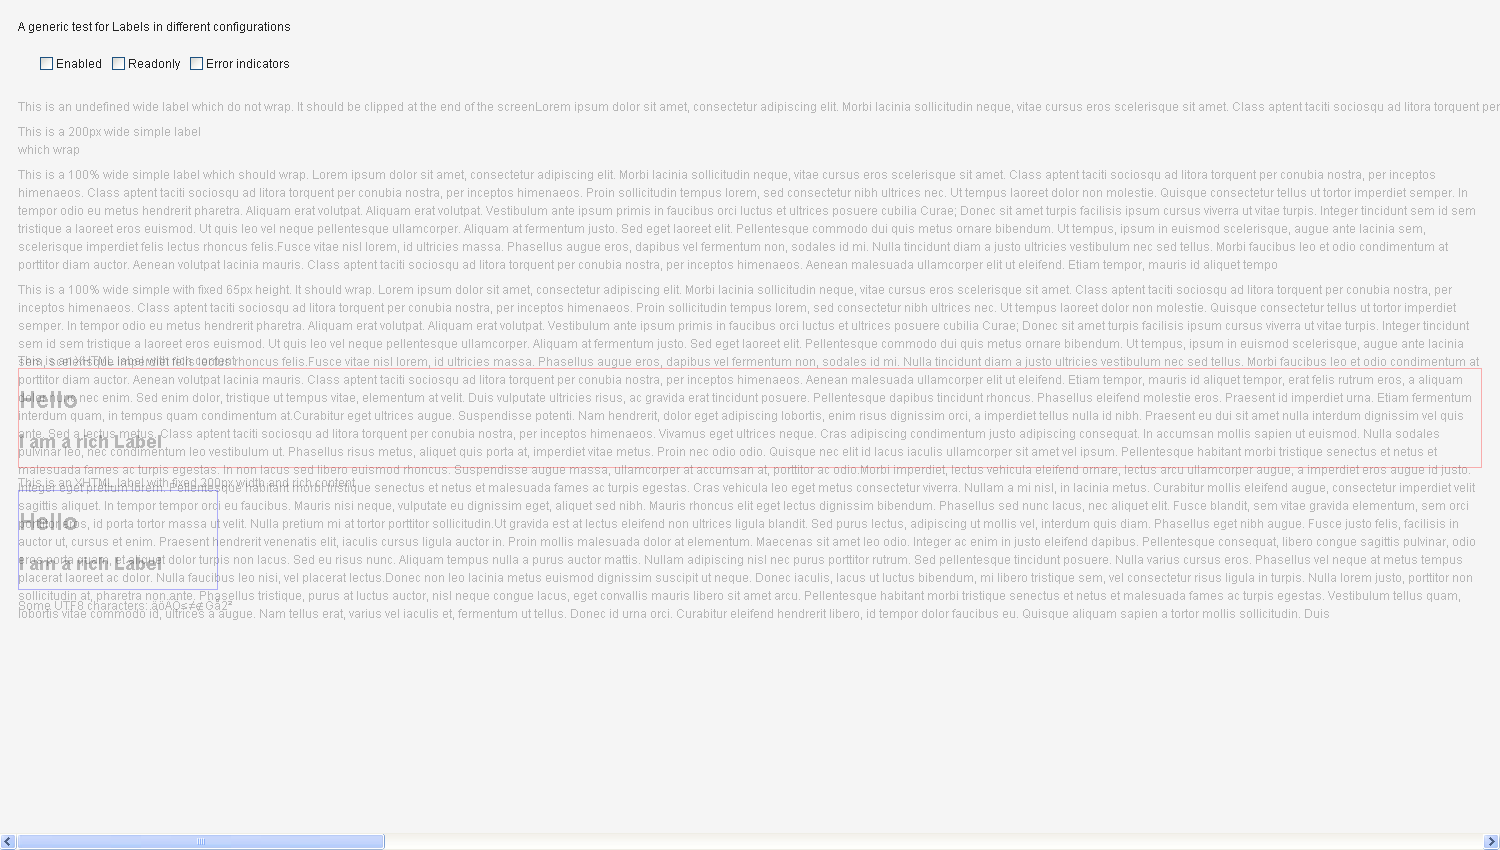 A generic test for Labels in different configurations
Enabled Readonly Error indicators
This is an undefined wide label which do not wrap. It should be clipped at the end of the screenLorem ipsum dolor sit amet, consectetur adipiscing elit. Morbi lacinia sollicitudin neque, vitae cursus eros scelerisque sit amet. Class aptent taciti sociosqu ad litora torquent per
This is a 200px wide simple label
which wrap
This is a 100% wide simple label which should wrap. Lorem ipsum dolor sit amet, consectetur adipiscing elit. Morbi lacinia sollicitudin neque, vitae cursus eros scelerisque sit amet. Class aptent taciti sociosqu ad litora torquent per conubia nostra, per inceptos
himenaeos. Class aptent taciti sociosqu ad litora torquent per conubia nostra, per inceptos himenaeos. Proin sollicitudin tempus lorem, sed consectetur nibh ultrices nec. Ut tempus laoreet dolor non molestie. Quisque consectetur tellus ut tortor imperdiet semper. In
tempor odio eu metus hendrerit pharetra. Aliquam erat volutpat. Aliquam erat volutpat. Vestibulum ante ipsum primis in faucibus orci luctus et ultrices posuere cubilia Curae; Donec sit amet turpis facilisis ipsum cursus viverra ut vitae turpis. Integer tincidunt sem id sem
tristique a laoreet eros euismod. Ut quis leo vel neque pellentesque ullamcorper. Aliquam at fermentum justo. Sed eget laoreet elit. Pellentesque commodo dui quis metus ornare bibendum. Ut tempus, ipsum in euismod scelerisque, augue ante lacinia sem,
scelerisque imperdiet felis lectus rhoncus felis.Fusce vitae nisl lorem, id ultricies massa. Phasellus augue eros, dapibus vel fermentum non, sodales id mi. Nulla tincidunt diam a justo ultricies vestibulum nec sed tellus. Morbi faucibus leo et odio condimentum at
porttitor diam auctor. Aenean volutpat lacinia mauris. Class aptent taciti sociosqu ad litora torquent per conubia nostra, per inceptos himenaeos. Aenean malesuada ullamcorper elit ut eleifend. Etiam tempor, mauris id aliquet tempo
This is a 100% wide simple with fixed 65px height. It should wrap. Lorem ipsum dolor sit amet, consectetur adipiscing elit. Morbi lacinia sollicitudin neque, vitae cursus eros scelerisque sit amet. Class aptent taciti sociosqu ad litora torquent per conubia nostra, per
inceptos himenaeos. Class aptent taciti sociosqu ad litora torquent per conubia nostra, per inceptos himenaeos. Proin sollicitudin tempus lorem, sed consectetur nibh ultrices nec. Ut tempus laoreet dolor non molestie. Quisque consectetur tellus ut tortor imperdiet
semper. In tempor odio eu metus hendrerit pharetra. Aliquam erat volutpat. Aliquam erat volutpat. Vestibulum ante ipsum primis in faucibus orci luctus et ultrices posuere cubilia Curae; Donec sit amet turpis facilisis ipsum cursus viverra ut vitae turpis. Integer tincidunt
sem id sem tristique a laoreet eros euismod. Ut quis leo vel neque pellentesque ullamcorper. Aliquam at fermentum justo. Sed eget laoreet elit. Pellentesque commodo dui quis metus ornare bibendum. Ut tempus, ipsum in euismod scelerisque, augue ante lacinia
This is an XHTML label with rich content
sem, scelerisque imperdiet felis lectus rhoncus felis.Fusce vitae nisl lorem, id ultricies massa. Phasellus augue eros, dapibus vel fermentum non, sodales id mi. Nulla tincidunt diam a justo ultricies vestibulum nec sed tellus. Morbi faucibus leo et odio condimentum at
porttitor diam auctor. Aenean volutpat lacinia mauris. Class aptent taciti sociosqu ad litora torquent per conubia nostra, per inceptos himenaeos. Aenean malesuada ullamcorper elit ut eleifend. Etiam tempor, mauris id aliquet tempor, erat felis rutrum eros, a aliquam
Hello
nec enim. Sed enim dolor, tristique ut tempus vitae, elementum at velit. Duis vulputate ultricies risus, ac gravida erat tincidunt posuere. Pellentesque dapibus tincidunt rhoncus. Phasellus eleifend molestie eros. Praesent id imperdiet urna. Etiam fermentum
interdum quam, in tempus quam condimentum at.Curabitur eget ultrices augue. Suspendisse potenti. Nam hendrerit, dolor eget adipiscing lobortis, enim risus dignissim orci, a imperdiet tellus nulla id nibh. Praesent eu dui sit amet nulla interdum dignissim vel quis
ante. Sed a lectus metus. Class aptent taciti sociosqu ad litora torquent per conubia nostra, per inceptos himenaeos. Vivamus eget ultrices neque. Cras adipiscing condimentum justo adipiscing consequat. In accumsan mollis sapien ut euismod. Nulla sodales
I am a rich Label
pulvinar leo, nec condimentum leo vestibulum ut. Phasellus risus metus, aliquet quis porta at, imperdiet vitae metus. Proin nec odio odio. Quisque nec elit id lacus iaculis ullamcorper sit amet vel ipsum. Pellentesque habitant morbi tristique senectus et netus et
malesuada fames ac turpis egestas. In non lacus sed libero euismod rhoncus. Suspendisse augue massa, ullamcorper at accumsan at, porttitor ac odio.Morbi imperdiet, lectus vehicula eleifend ornare, lectus arcu ullamcorper augue, a imperdiet eros augue id justo.
This is an XHTML label with fixed 200px width and rich content
Integer eget pretium lorem. Pellentesque habitant morbi tristique senectus et netus et malesuada fames ac turpis egestas. Cras vehicula leo eget metus consectetur viverra. Nullam a mi nisl, in lacinia metus. Curabitur mollis eleifend augue, consectetur imperdiet velit
sagittis aliquet. In tempor tempor orci eu faucibus. Mauris nisi neque, vulputate eu dignissim eget, aliquet sed nibh. Mauris rhoncus elit eget lectus dignissim bibendum. Phasellus sed nunc lacus, nec aliquet elit. Fusce blandit, sem vitae gravida elementum, sem orci
Hello
eros, id porta tortor massa ut velit. Nulla pretium mi at tortor porttitor sollicitudin.Ut gravida est at lectus eleifend non ultrices ligula blandit. Sed purus lectus, adipiscing ut mollis vel, interdum quis diam. Phasellus eget nibh augue. Fusce justo felis, facilisis in
auctor ut, cursus et enim. Praesent hendrerit venenatis elit, iaculis cursus ligula auctor in. Proin mollis malesuada dolor at elementum. Maecenas sit amet leo odio. Integer ac enim in justo eleifend dapibus. Pellentesque consequat, libero congue sagittis pulvinar, odio
eros porta quam, et aliquet dolor turpis non lacus. Sed eu risus nunc. Aliquam tempus nulla a purus auctor mattis. Nullam adipiscing nisl nec purus porttitor rutrum. Sed pellentesque tincidunt posuere. Nulla varius cursus eros. Phasellus vel neque at metus tempus
I am a rich Label
placerat laoreet ac dolor. Nulla faucibus leo nisi, vel placerat lectus.Donec non leo lacinia metus euismod dignissim suscipit ut neque. Donec iaculis, lacus ut luctus bibendum, mi libero tristique sem, vel consectetur risus ligula in turpis. Nulla lorem justo, porttitor non
sollicitudin at, pharetra non ante. Phasellus tristique, purus at luctus auctor, nisl neque congue lacus, eget convallis mauris libero sit amet arcu. Pellentesque habitant morbi tristique senectus et netus et malesuada fames ac turpis egestas. Vestibulum tellus quam,
Some UTF8 characters:
lobortis vitae commodo id, ultrices a augue. Nam tellus erat, varius vel iaculis et, fermentum ut tellus. Donec id urna orci. Curabitur eleifend hendrerit libero, id tempor dolor faucibus eu. Quisque aliquam sapien a tortor mollis sollicitudin. Duis